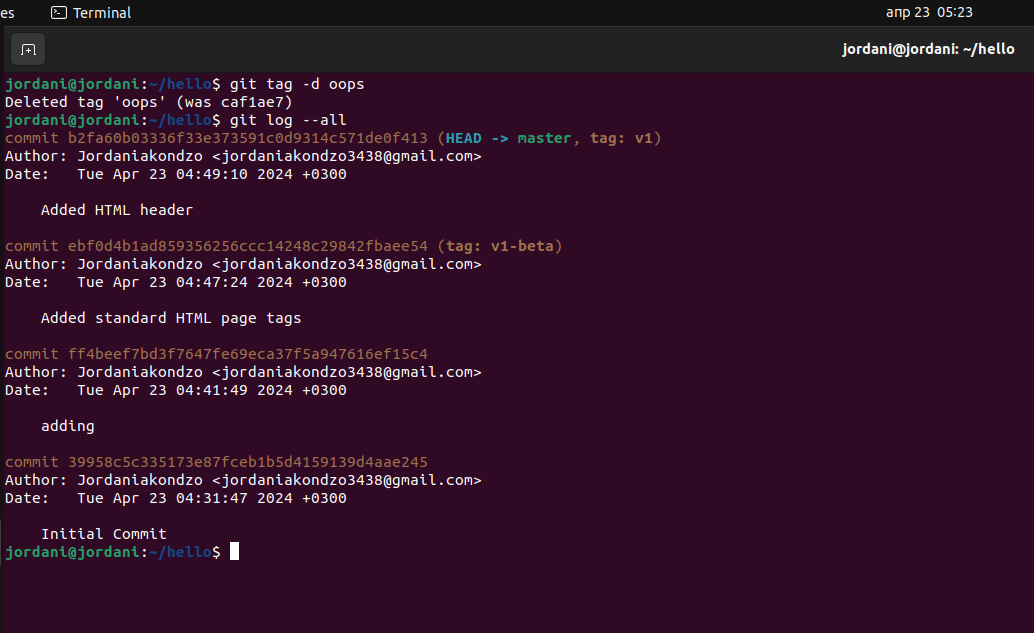 es Terminal апр 23 05:23
jordani@jordani: ~/hello
jordani@jordani:~/hello$ git tag -d oops
Deleted tag 'oops' (was caf1ae7)
jordani@jordani:~/hello$ git log --all
commit b2fa60b03336f33e373591c0d9314c571de0f413 (HEAD -> master, tag: v1)
Author: Jordaniakondzo <jordaniakondzo3438@gmail.com>
Date:   Tue Apr 23 04:49:10 2024 +0300
    Added HTML header
commit ebf0d4b1ad859356256ccc14248c29842fbaee54 (tag: v1-beta)
Author: Jordaniakondzo <jordaniakondzo3438@gmail.com>
Date:   Tue Apr 23 04:47:24 2024 +0300
    Added standard HTML page tags
commit ff4beef7bd3f7647fe69eca37f5a947616ef15c4
Author: Jordaniakondzo <jordaniakondzo3438@gmail.com>
Date:   Tue Apr 23 04:41:49 2024 +0300
    adding
commit 39958c5c335173e87fceb1b5d4159139d4aae245
Author: Jordaniakondzo <jordaniakondzo3438@gmail.com>
Date:   Tue Apr 23 04:31:47 2024 +0300
    Initial Commit
jordani@jordani:~/hello$